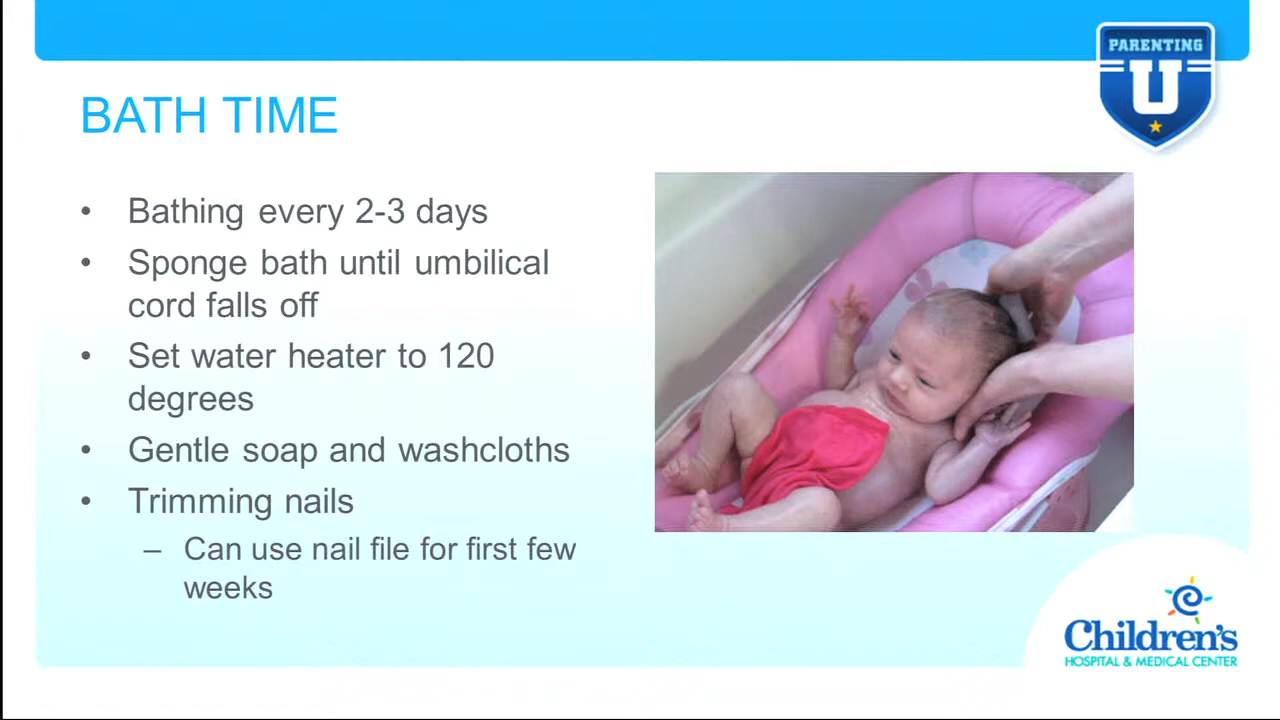 PARENTING
U
BATH TIME
• Bathing every 2-3 days
• Sponge bath until umbilical
cord falls off
• Set water heater to 120
degrees
• Gentle soap and washcloths
• Trimming nails
– Can use nail file for first few
weeks
Children's
HOSPITAL & MEDICAL CENTER